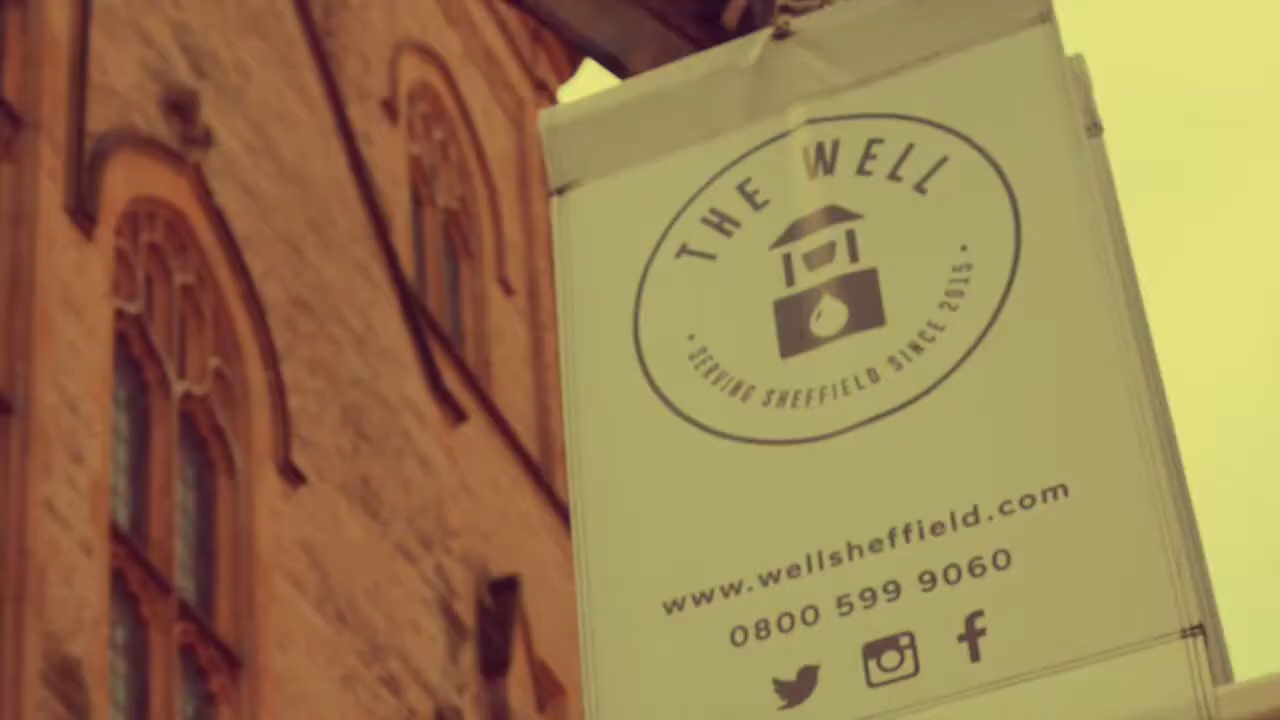 THE WELL
• SERVING SHEFFIELD SINCE 2015 •
www.wellsheffield.com
0800 599 9060